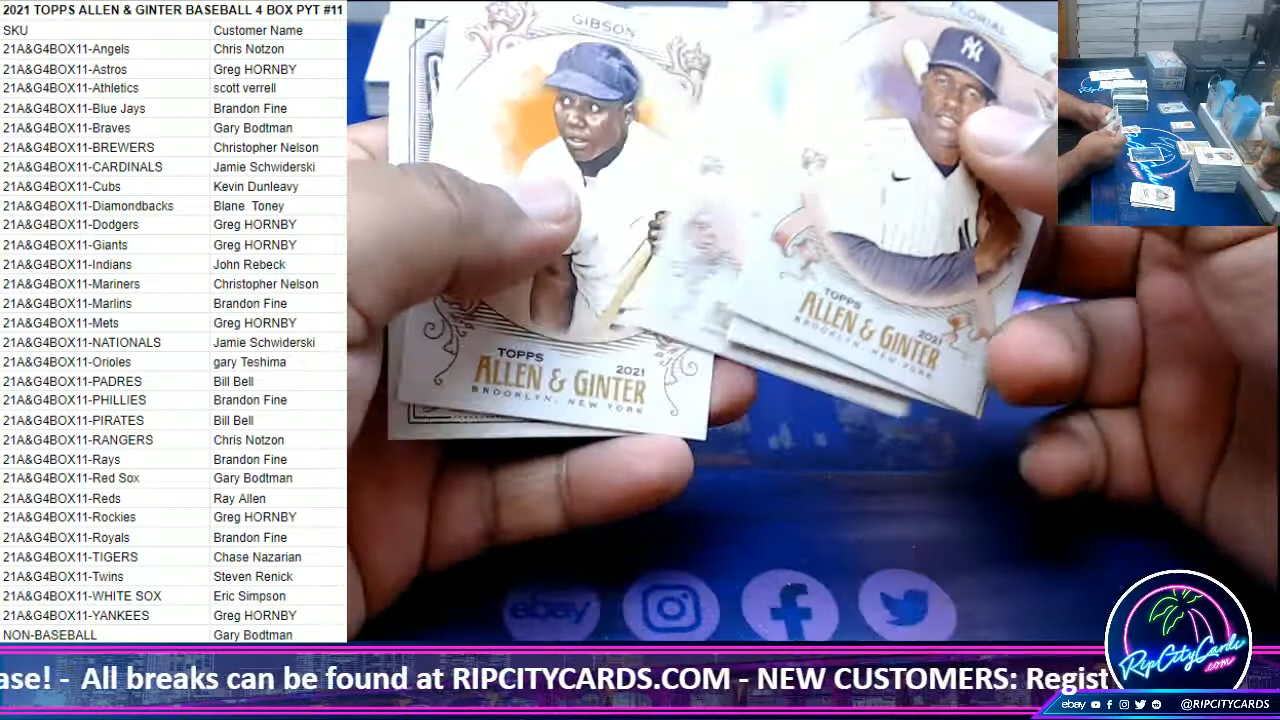 2021 TOPPS ALLEN & GINTER BASEBALL 4 BOX PYT #11
SKU Customer Name
21A&G4BOX11-Angels Chris Notzon
21A&G4BOX11-Astros Greg HORNBY
21A&G4BOX11-Athletics scott verrell
21A&G4BOX11-Blue Jays Brandon Fine
21A&G4BOX11-Braves Gary Bodtman
21A&G4BOX11-BREWERS Christopher Nelson
21A&G4BOX11-CARDINALS Jamie Schwiderski
21A&G4BOX11-Cubs Kevin Dunleavy
21A&G4BOX11-Diamondbacks Blane Toney
21A&G4BOX11-Dodgers Greg HORNBY
21A&G4BOX11-Giants Greg HORNBY
21A&G4BOX11-Indians John Rebeck
21A&G4BOX11-Mariners Christopher Nelson
21A&G4BOX11-Marlins Brandon Fine
21A&G4BOX11-Mets Greg HORNBY
21A&G4BOX11-NATIONALS Jamie Schwiderski
21A&G4BOX11-Orioles gary Teshima
21A&G4BOX11-PADRES Bill Bell
21A&G4BOX11-PHILLIES Brandon Fine
21A&G4BOX11-PIRATES Bill Bell
21A&G4BOX11-RANGERS Chris Notzon
21A&G4BOX11-Rays Brandon Fine
21A&G4BOX11-Red Sox Gary Bodtman
21A&G4BOX11-Reds Ray Allen
21A&G4BOX11-Rockies Greg HORNBY
21A&G4BOX11-Royals Brandon Fine
21A&G4BOX11-TIGERS Chase Nazarian
21A&G4BOX11-Twins Steven Renick
21A&G4BOX11-WHITE SOX Eric Simpson
21A&G4BOX11-YANKEES Greg HORNBY
NON-BASEBALL Gary Bodtman
GIBSON
TOPPS 2021
ALLEN & GINTER
BROOKLYN, NEW YORK
FLORIAL
NY
TOPPS 2021
ALLEN & GINTER
BROOKLYN, NEW YORK
ebay
ase! - All breaks can be found at RIPCITYCARDS.COM - NEW CUSTOMERS: Regist
RipCityCards
.com
ebay @RIPCITYCARDS